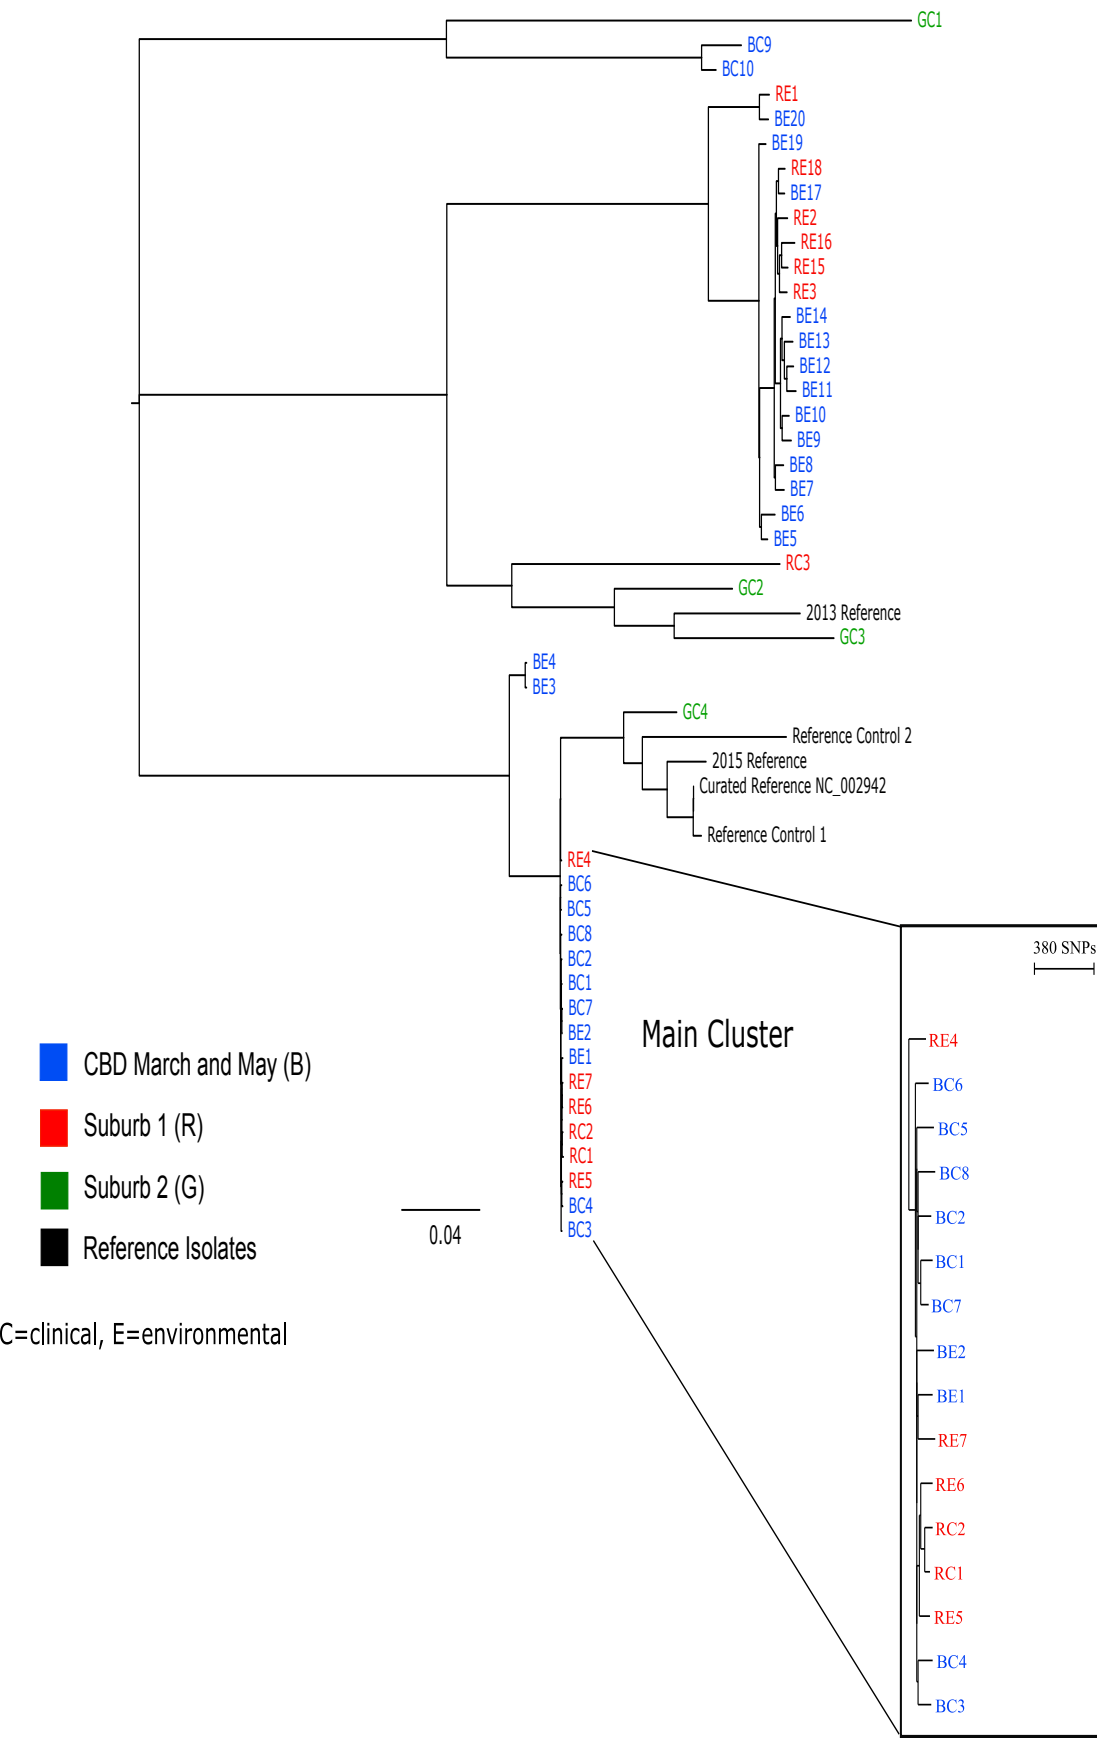 GC1
BC9
BC10
RE1
BE20
BE19
RE18
BE17
RE2
RE16
RE15
RE3
BE14
BE13
BE12
BE11
BE10
BE9
BE8
BE7
BE6
BE5
RC3
GC2
2013 Reference
GC3
BE4
BE3
GC4
Reference Control 2
2015 Reference
Curated Reference NC_002942
Reference Control 1
RE4
BC6
BC5
BC8
BC2
BC1
BC7
BE2
BE1
RE7
RE6
RC2
RC1
RE5
BC4
BC3
Main Cluster
CBD March and May (B)
Suburb 1 (R)
Suburb 2 (G)
Reference Isolates
0.04
C=clinical, E=environmental
380 SNPs
RE4
BC6
BC5
BC8
BC2
BC1
BC7
BE2
BE1
RE7
RE6
RC2
RC1
RE5
BC4
BC3